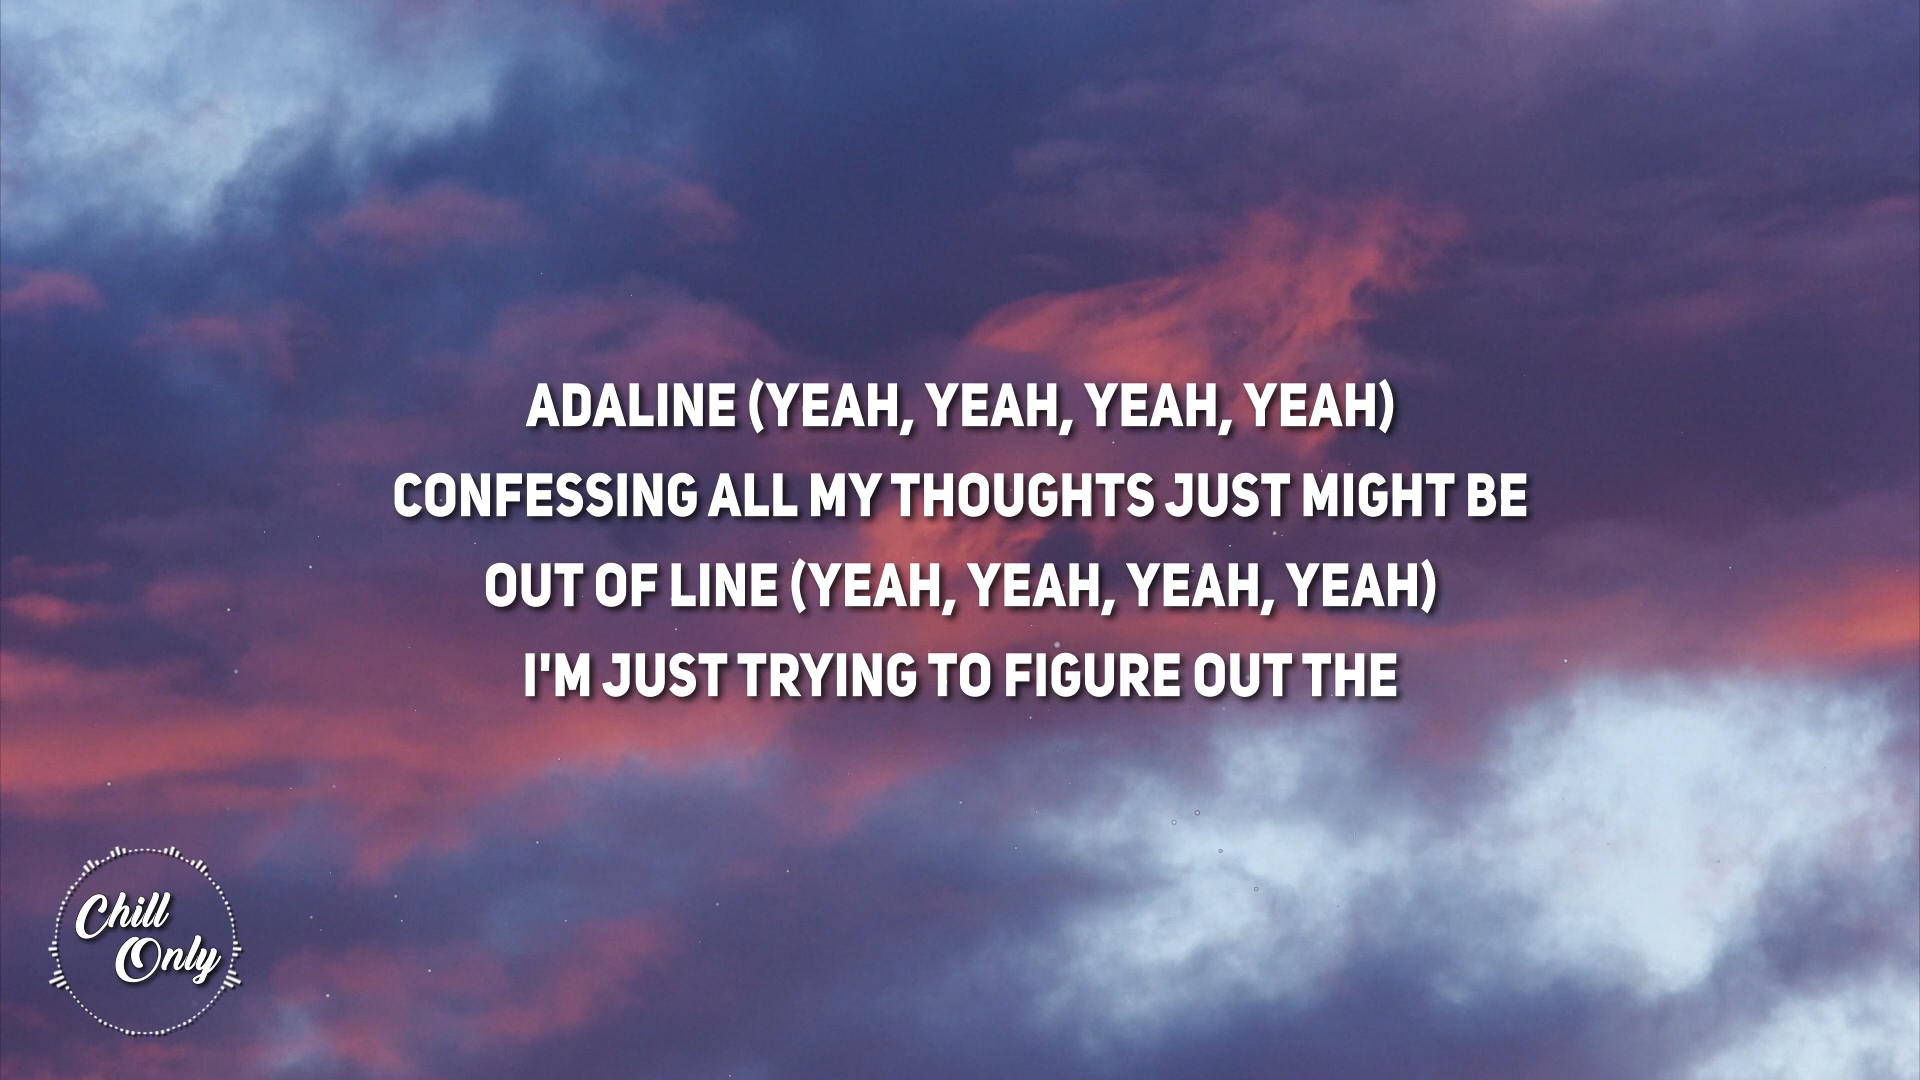 ADALINE (YEAH, YEAH, YEAH, YEAH)
CONFESSING ALL MY THOUGHTS JUST MIGHT BE
OUT OF LINE (YEAH, YEAH, YEAH, YEAH)
I'M JUST TRYING TO FIGURE OUT THE
Chill
Only